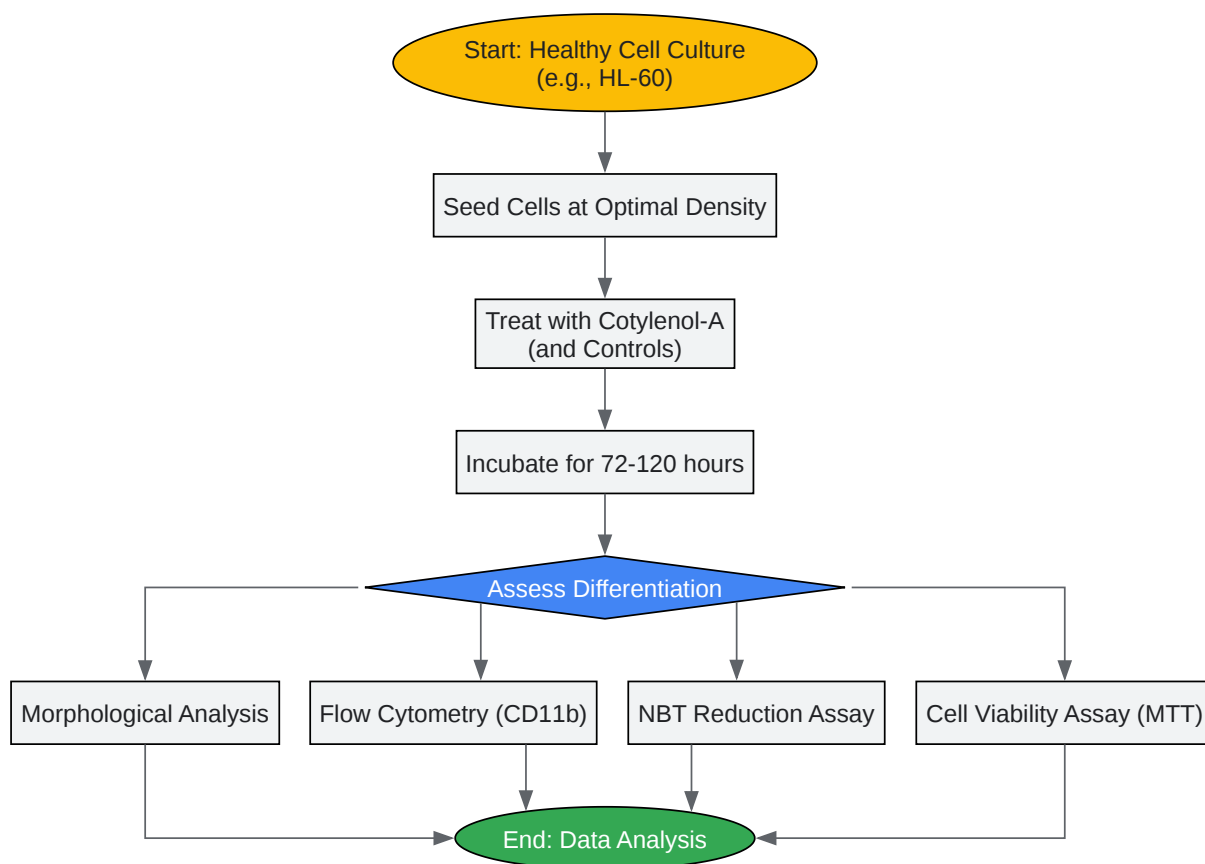 Start: Healthy Cell Culture
(e.g., HL-60)
Seed Cells at Optimal Density
Treat with Cotylenol-A
(and Controls)
Incubate for 72-120 hours
Assess Differentiation
Morphological Analysis
Flow Cytometry (CD11b)
NBT Reduction Assay
Cell Viability Assay (MTT)
End: Data Analysis